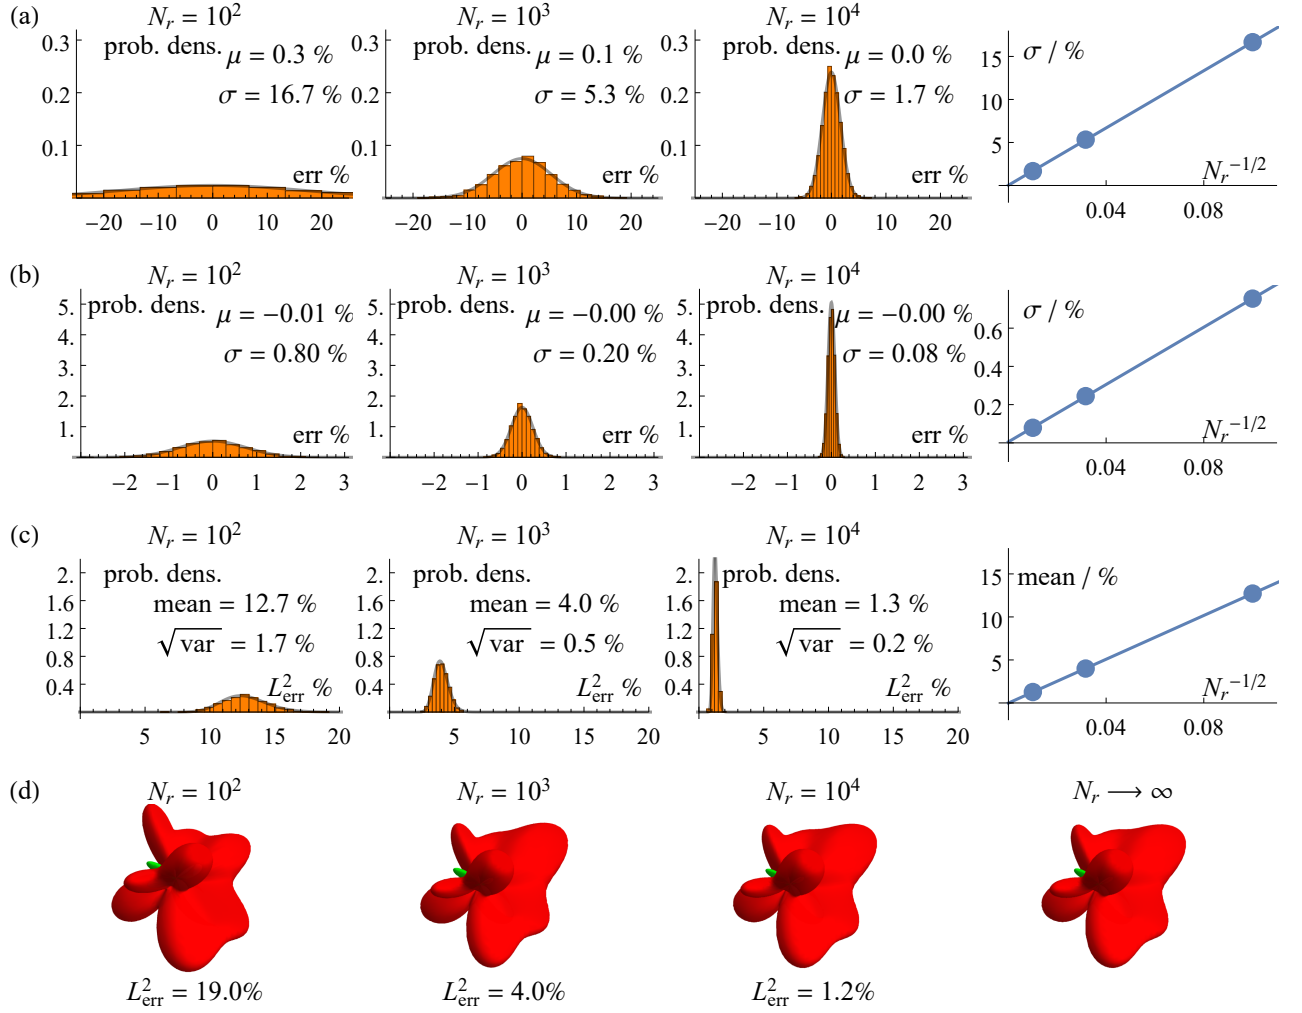 (a)
N_r = 10^2
N_r = 10^3
N_r = 10^4
0.3 prob. dens. μ = 0.3 %
0.2 σ = 16.7 %
0.1 err %
−20 −10 0 10 20
0.3 prob. dens. μ = 0.1 %
0.2 σ = 5.3 %
0.1 err %
−20 −10 0 10 20
0.3 prob. dens. μ = 0.0 %
0.2 σ = 1.7 %
0.1 err %
−20 −10 0 10 20
σ / %
15
10
5
N_r^{-1/2}
0.04 0.08
(b)
N_r = 10^2
N_r = 10^3
N_r = 10^4
5. prob. dens. μ = −0.01 %
4.
3. σ = 0.80 %
2.
1. err %
−2 −1 0 1 2 3
5. prob. dens. μ = −0.00 %
4.
3. σ = 0.20 %
2.
1. err %
−2 −1 0 1 2 3
5. prob. dens. μ = −0.00 %
4.
3. σ = 0.08 %
2.
1. err %
−2 −1 0 1 2 3
σ / %
0.6
0.4
0.2
N_r^{-1/2}
0.04 0.08
(c)
N_r = 10^2
N_r = 10^3
N_r = 10^4
2. prob. dens.
1.6 mean = 12.7 %
1.2
0.8 √var = 1.7 %
0.4 L^2_err %
5 10 15 20
2. prob. dens.
1.6 mean = 4.0 %
1.2
0.8 √var = 0.5 %
0.4 L^2_err %
5 10 15 20
2. prob. dens.
1.6 mean = 1.3 %
1.2
0.8 √var = 0.2 %
0.4 L^2_err %
5 10 15 20
mean / %
15
10
5
N_r^{-1/2}
0.04 0.08
(d)
N_r = 10^2
N_r = 10^3
N_r = 10^4
N_r ⟶ ∞
L^2_err = 19.0%
L^2_err = 4.0%
L^2_err = 1.2%